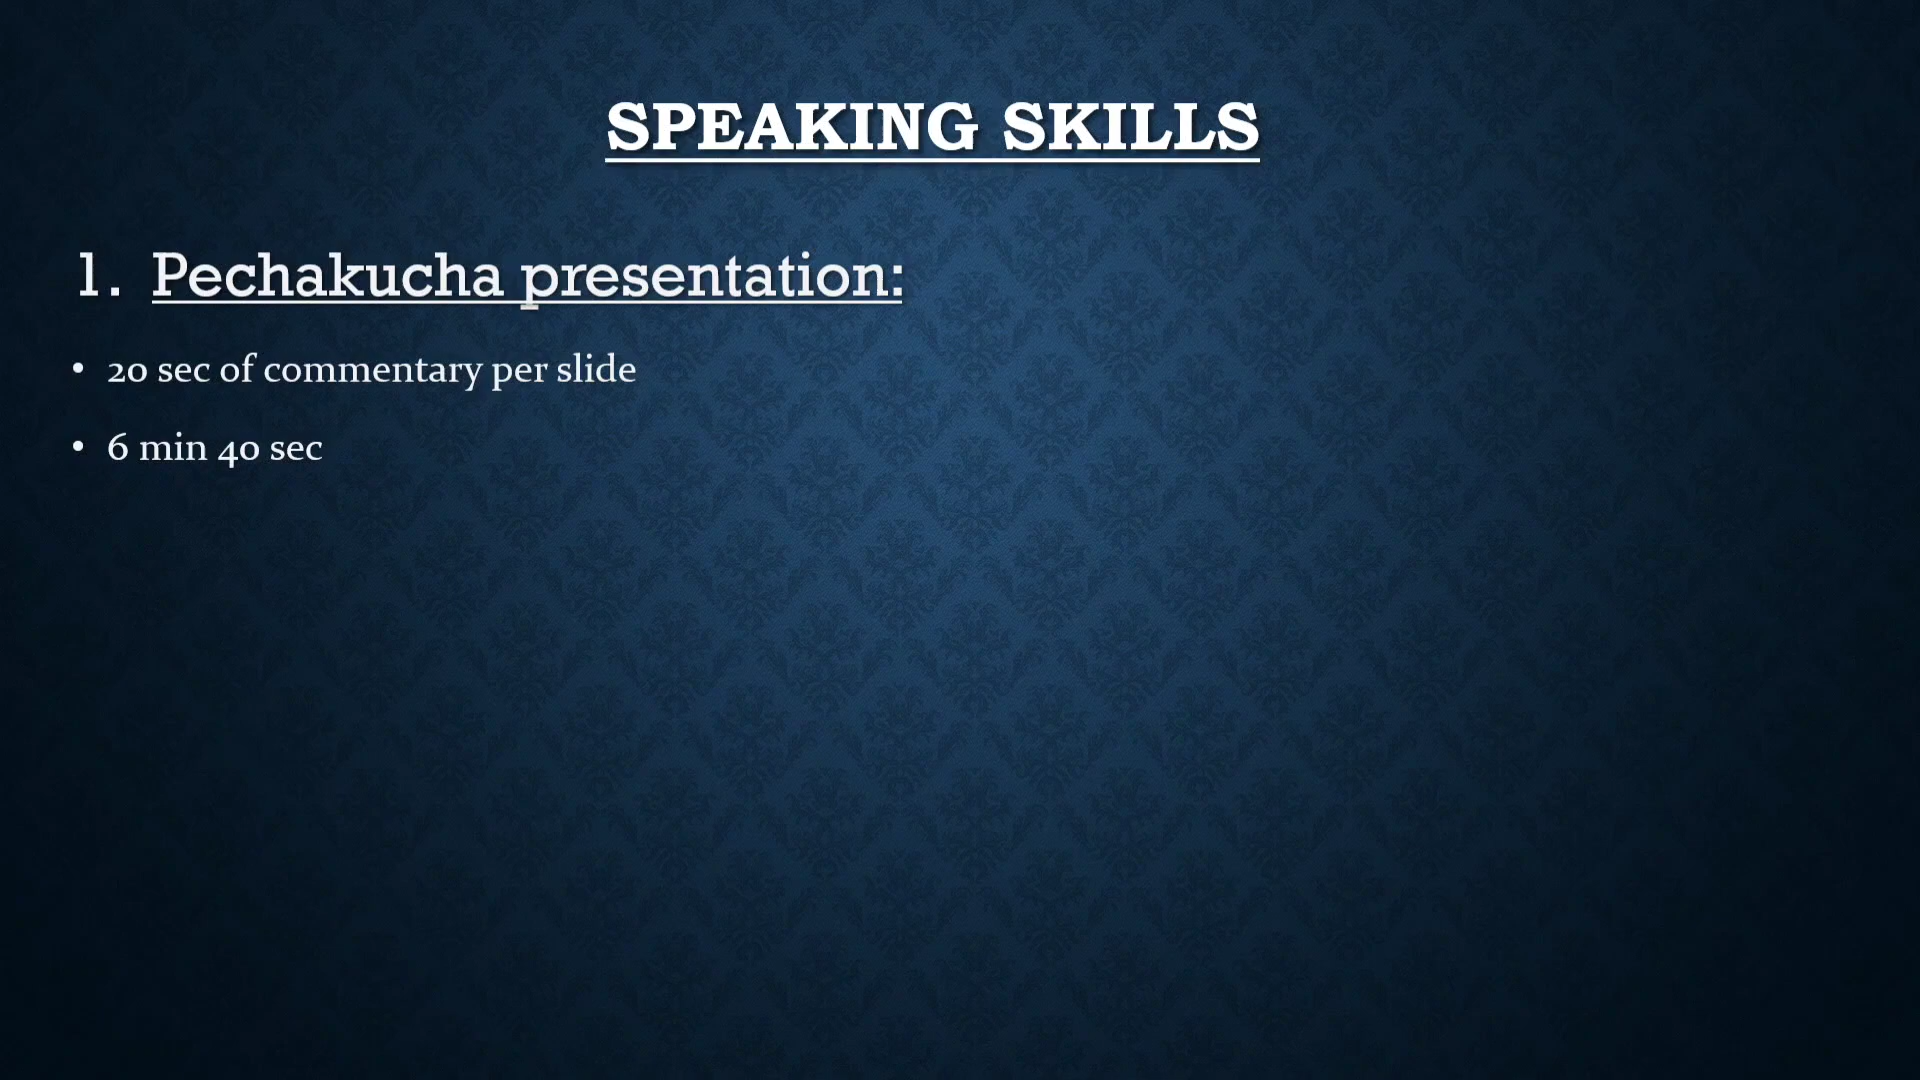 SPEAKING SKILLS
1. Pechakucha presentation:
• 20 sec of commentary per slide
• 6 min 40 sec